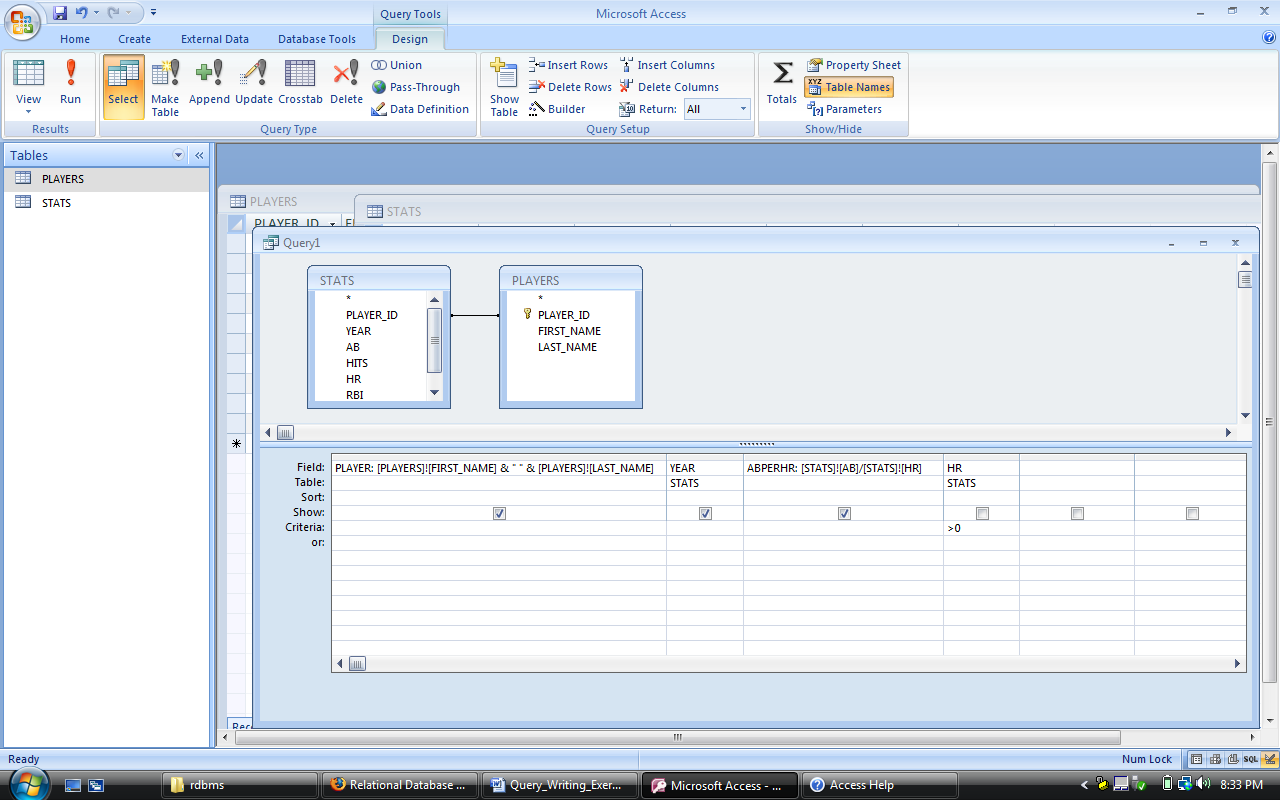 Query Tools
Microsoft Access
Home
Create
External Data
Database Tools
Design
View
Run
Results
Select
Make Table
Append
Update
Crosstab
Delete
Union
Pass-Through
Data Definition
Query Type
Show Table
Insert Rows
Delete Rows
Builder
Insert Columns
Delete Columns
Return:
All
Query Setup
Σ
Totals
Property Sheet
XYZ
Table Names
Parameters
Show/Hide
Tables
«
PLAYERS
STATS
PLAYERS
STATS
PLAYER_ID
Query1
STATS
*
PLAYER_ID
YEAR
AB
HITS
HR
RBI
PLAYERS
*
PLAYER_ID
FIRST_NAME
LAST_NAME
Field: PLAYER: [PLAYERS]![FIRST_NAME] & " " & [PLAYERS]![LAST_NAME] YEAR ABPERHR: [STATS]![AB]/[STATS]![HR] HR
Table: STATS STATS
Sort:
Show:
Criteria: >0
or:
Ready
Num Lock
SQL
rdbms
Relational Database ...
Query_Writing_Exer...
Microsoft Access - ...
Access Help
8:33 PM